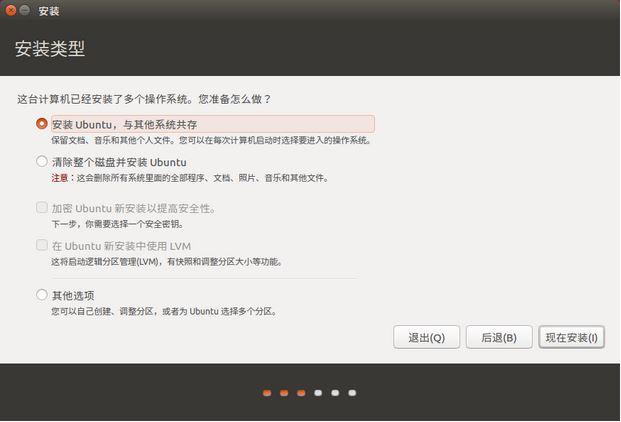 安装
安装类型
这台计算机已经安装了多个操作系统。您准备怎么做？
安装 Ubuntu，与其他系统共存
保留文档、音乐和其他个人文件。您可以在每次计算机启动时选择要进入的操作系统。
清除整个磁盘并安装 Ubuntu
注意：这会删除所有系统里面的全部程序、文档、照片、音乐和其他文件。
加密 Ubuntu 新安装以提高安全性。
下一步，你需要选择一个安全密钥。
在 Ubuntu 新安装中使用 LVM
这将启动逻辑分区管理(LVM)，有快照和调整分区大小等功能。
其他选项
您可以自己创建、调整分区，或者为 Ubuntu 选择多个分区。
退出(Q) 后退(B) 现在安装(I)